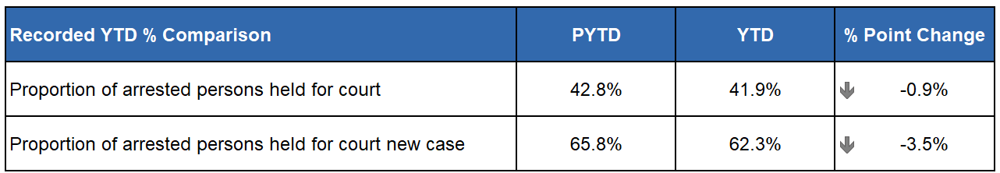 Recorded YTD % Comparison PYTD YTD % Point Change
Proportion of arrested persons held for court 42.8% 41.9% -0.9%
Proportion of arrested persons held for court new case 65.8% 62.3% -3.5%